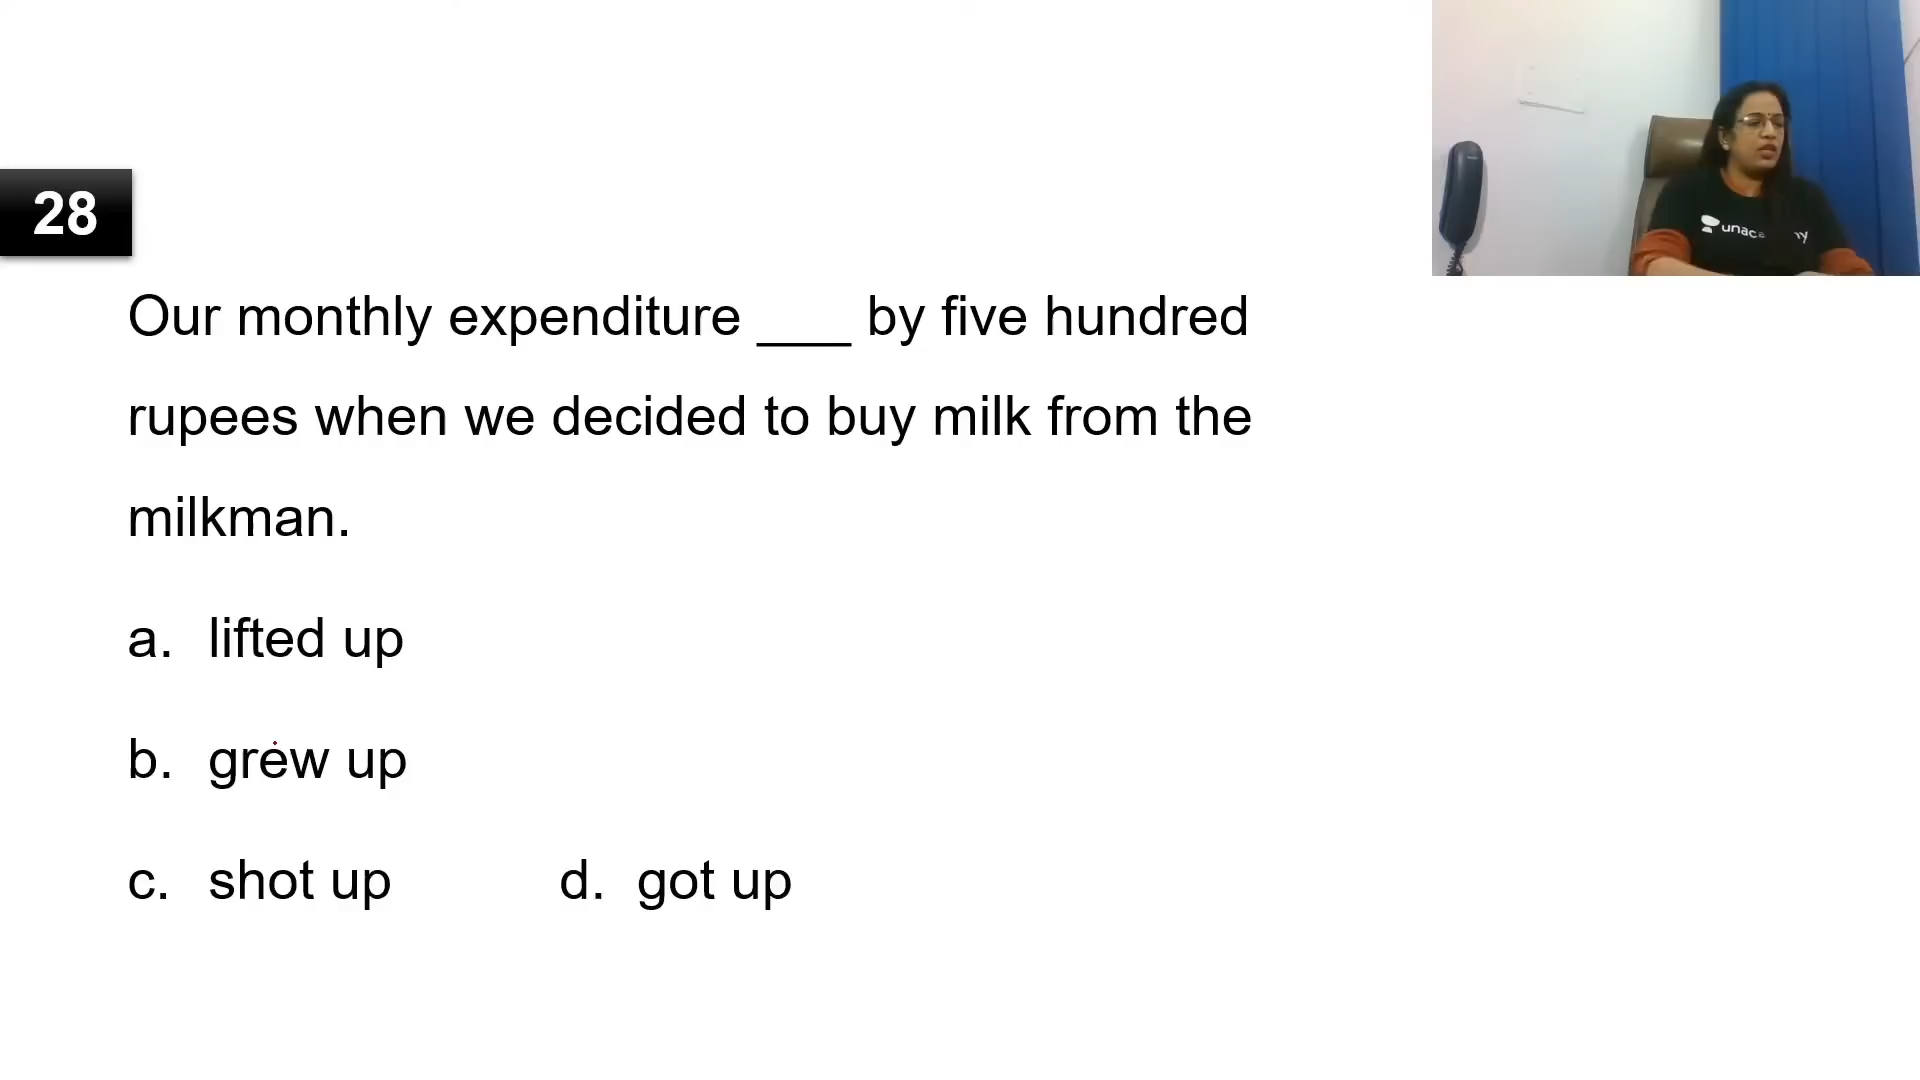 28
Our monthly expenditure ____ by five hundred
rupees when we decided to buy milk from the
milkman.
a. lifted up
b. grew up
c. shot up d. got up